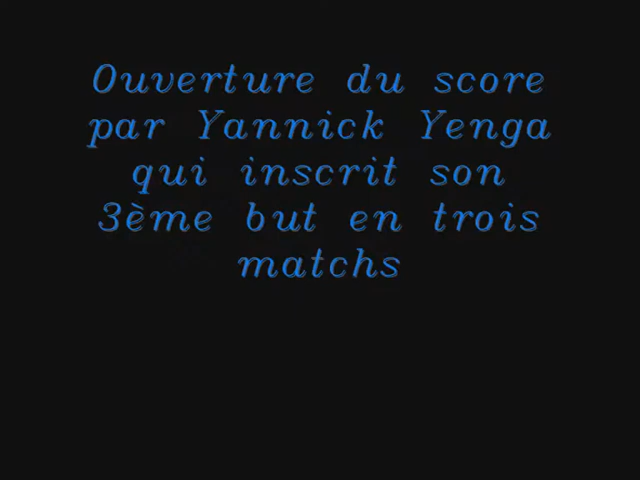 Ouverture du score
par Yannick Yenga
qui inscrit son
3ème but en trois
matchs